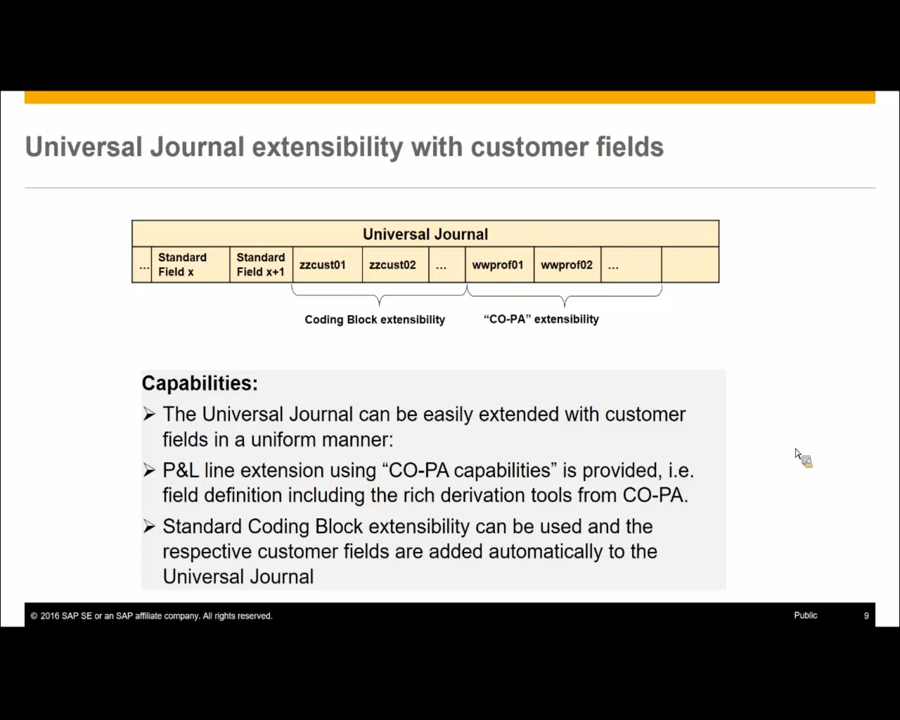 Universal Journal extensibility with customer fields
Universal Journal
... Standard Field x Standard Field x+1 zzcust01 zzcust02 ... wwprof01 wwprof02 ...
Coding Block extensibility “CO-PA” extensibility
Capabilities:
➢ The Universal Journal can be easily extended with customer
fields in a uniform manner:
➢ P&L line extension using “CO-PA capabilities” is provided, i.e.
field definition including the rich derivation tools from CO-PA.
➢ Standard Coding Block extensibility can be used and the
respective customer fields are added automatically to the
Universal Journal
© 2016 SAP SE or an SAP affiliate company. All rights reserved. Public 9